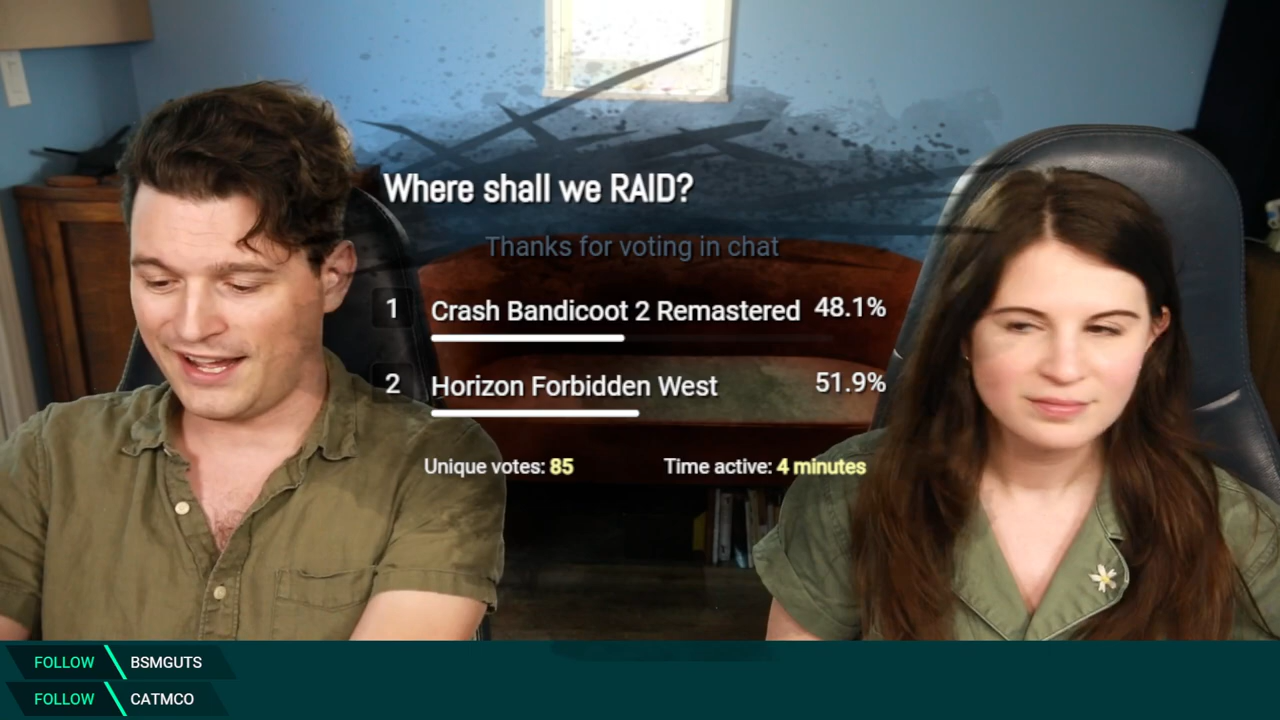 Where shall we RAID?
Thanks for voting in chat
1 Crash Bandicoot 2 Remastered 48.1%
2 Horizon Forbidden West 51.9%
Unique votes: 85 Time active: 4 minutes
FOLLOW BSMGUTS
FOLLOW CATMCO